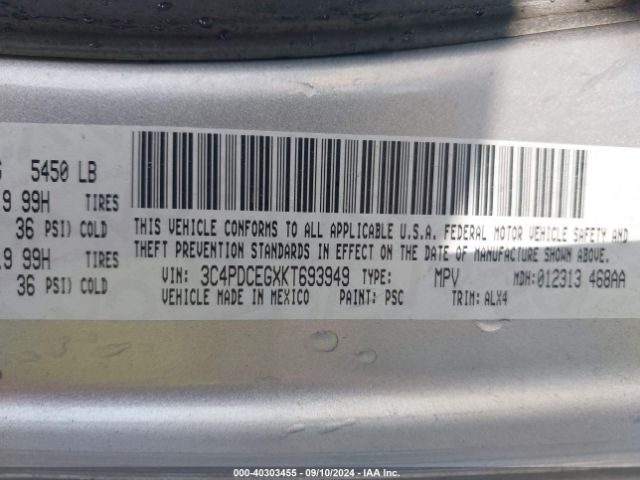 G 5450 LB
9 99H TIRES
36 PSI) COLD
19 99H TIRES
36 PSI) COLD
THIS VEHICLE CONFORMS TO ALL APPLICABLE U.S.A. FEDERAL MOTOR VEHICLE SAFETY AND
THEFT PREVENTION STANDARDS IN EFFECT ON THE DATE OF MANUFACTURE SHOWN ABOVE.
VIN: 3C4PDCEGXKT693949 TYPE: MPV MDH:012313 468AA
VEHICLE MADE IN MEXICO PAINT: PSC TRIM: ALX4
00-40303455 - 09/10/2024 - IAA Inc.